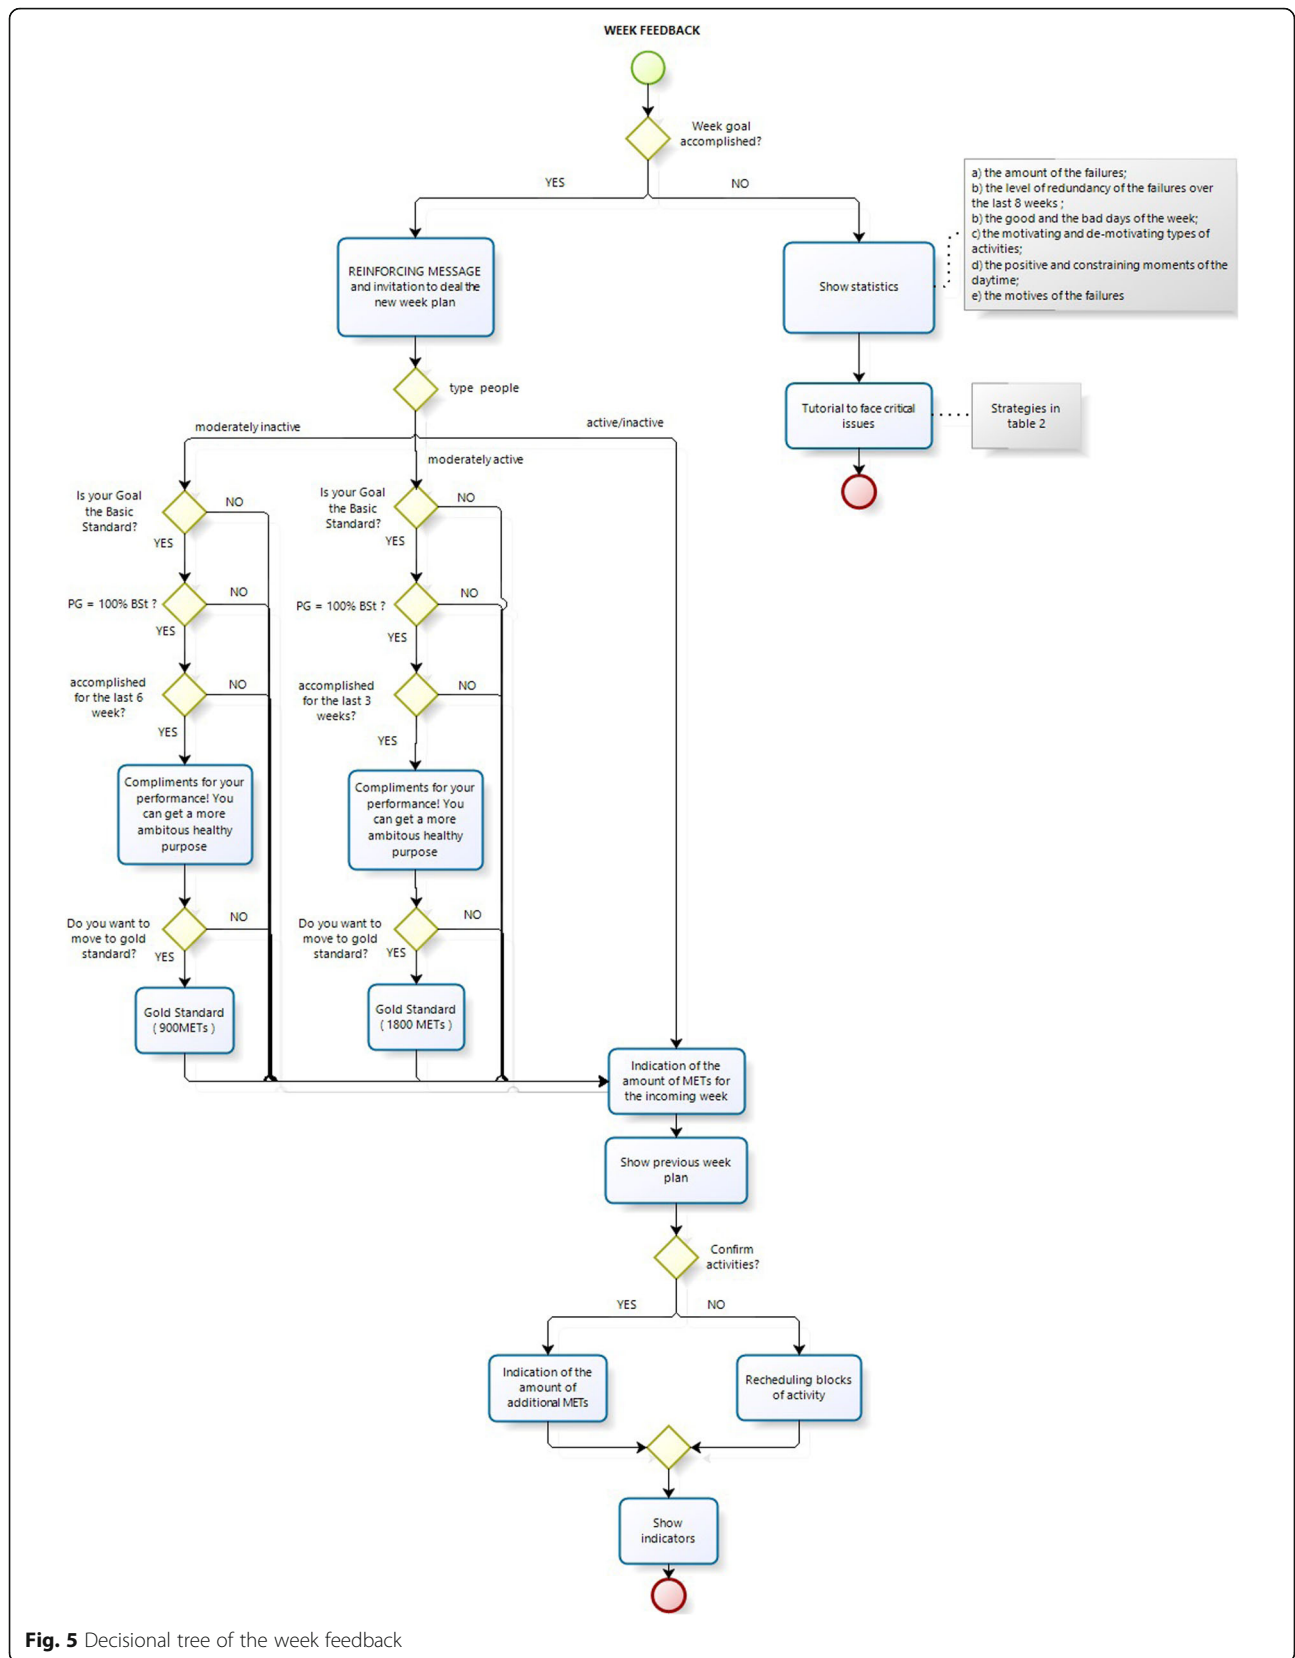 WEEK FEEDBACK
Week goal
accomplished?
YES
NO
a) the amount of the failures;
b) the level of redundancy of the failures over
the last 8 weeks ;
b) the good and the bad days of the week;
c) the motivating and de-motivating types of
activities;
d) the positive and constraining moments of the
daytime;
e) the motives of the failures
REINFORCING MESSAGE
and invitation to deal the
new week plan
Show statistics
type people
Tutorial to face critical
issues
Strategies in
table 2
moderately inactive
active/inactive
moderately active
Is your Goal
the Basic
Standard?
NO
YES
Is your Goal
the Basic
Standard?
NO
YES
PG = 100% BSt ?
NO
YES
PG = 100% BSt ?
NO
YES
accomplished
for the last 6
week?
NO
YES
accomplished
for the last 3
weeks?
NO
YES
Compliments for your
performance! You
can get a more
ambitous healthy
purpose
Compliments for your
performance! You
can get a more
ambitous healthy
purpose
Do you want to
move to gold
standard?
NO
YES
Do you want to
move to gold
standard?
NO
YES
Gold Standard
( 900METs )
Gold Standard
( 1800 METs )
Indication of the
amount of METs for
the incoming week
Show previous week
plan
Confirm
activities?
YES
NO
Indication of the
amount of
additional METs
Recheduling blocks
of activity
Show
indicators
Fig. 5 Decisional tree of the week feedback